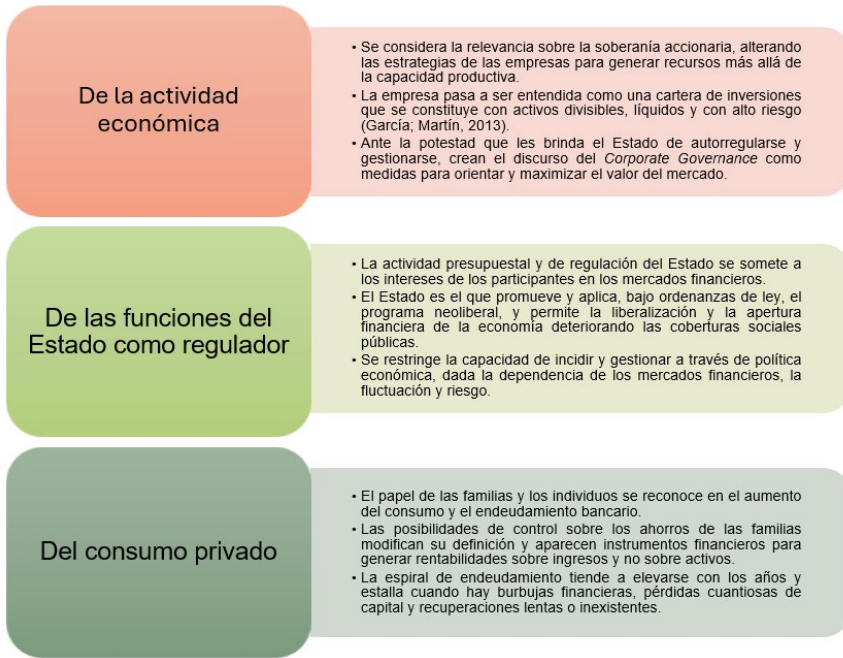 De la actividad
económica
• Se considera la relevancia sobre la soberanía accionaria, alterando
las estrategias de las empresas para generar recursos más allá de
la capacidad productiva.
• La empresa pasa a ser entendida como una cartera de inversiones
que se constituye con activos divisibles, líquidos y con alto riesgo
(García; Martín, 2013).
• Ante la potestad que les brinda el Estado de autorregularse y
gestionarse, crean el discurso del Corporate Governance como
medidas para orientar y maximizar el valor del mercado.
De las funciones del
Estado como regulador
• La actividad presupuestal y de regulación del Estado se somete a
los intereses de los participantes en los mercados financieros.
• El Estado es el que promueve y aplica, bajo ordenanzas de ley, el
programa neoliberal, y permite la liberalización y la apertura
financiera de la economía deteriorando las coberturas sociales
públicas.
• Se restringe la capacidad de incidir y gestionar a través de política
económica, dada la dependencia de los mercados financieros, la
fluctuación y riesgo.
Del consumo privado
• El papel de las familias y los individuos se reconoce en el aumento
del consumo y el endeudamiento bancario.
• Las posibilidades de control sobre los ahorros de las familias
modifican su definición y aparecen instrumentos financieros para
generar rentabilidades sobre ingresos y no sobre activos.
• La espiral de endeudamiento tiende a elevarse con los años y
estalla cuando hay burbujas financieras, pérdidas cuantiosas de
capital y recuperaciones lentas o inexistentes.